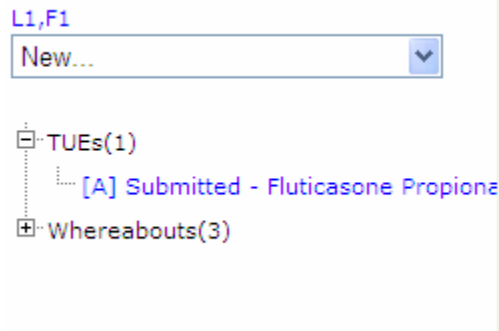 L1,F1
New...
TUEs(1)
[A] Submitted - Fluticasone Propiona
Whereabouts(3)